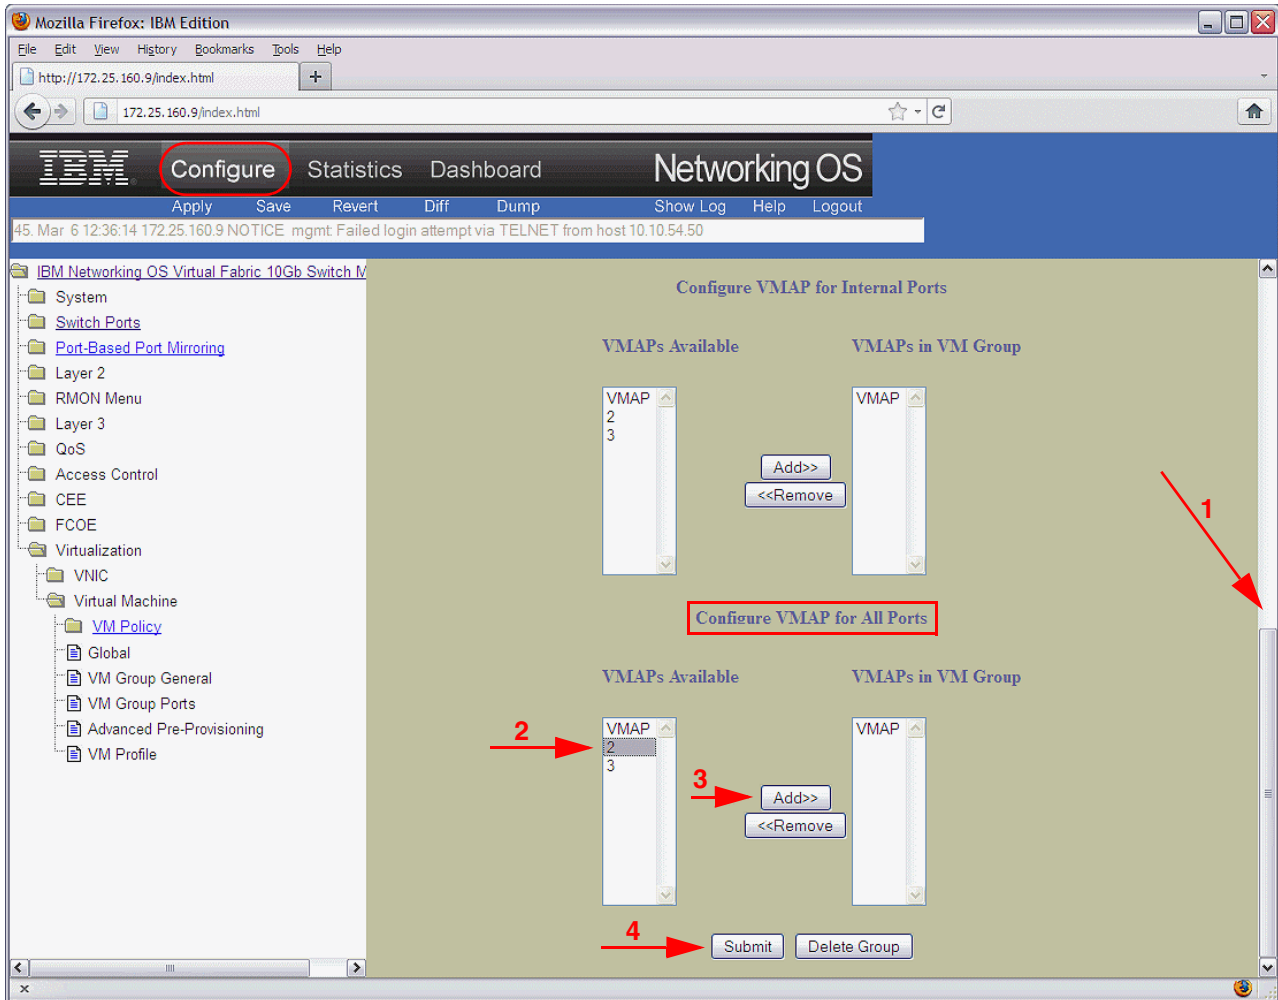 Mozilla Firefox: IBM Edition
File Edit View History Bookmarks Tools Help
http://172.25.160.9/index.html
172.25.160.9/index.html
IBM. Configure Statistics Dashboard Networking OS
Apply Save Revert Diff Dump Show Log Help Logout
45. Mar 6 12:36:14 172.25.160.9 NOTICE mgmt: Failed login attempt via TELNET from host 10.10.54.50
IBM Networking OS Virtual Fabric 10Gb Switch M
System
Switch Ports
Port-Based Port Mirroring
Layer 2
RMON Menu
Layer 3
QoS
Access Control
CEE
FCOE
Virtualization
VNIC
Virtual Machine
VM Policy
Global
VM Group General
VM Group Ports
Advanced Pre-Provisioning
VM Profile
Configure VMAP for Internal Ports
VMAPs Available VMAPs in VM Group
VMAP VMAP
2
3
Add>>
<<Remove
1
Configure VMAP for All Ports
VMAPs Available VMAPs in VM Group
VMAP VMAP
2 2
3
3 Add>>
<<Remove
4 Submit Delete Group